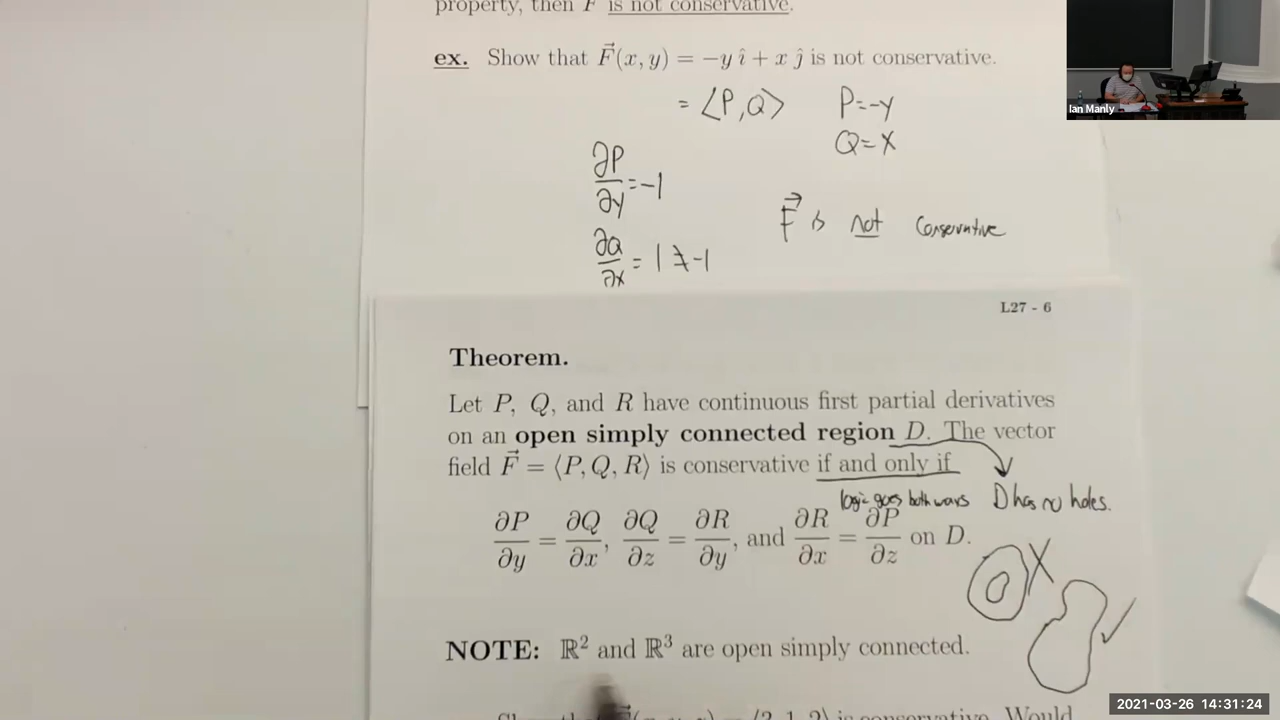 property, then F⃗ is not conservative.
ex. Show that F⃗(x, y) = −y î + x ĵ is not conservative.
= ⟨P, Q⟩ P = -y
Q = x
∂P/∂y = -1
F⃗ is not conservative
∂Q/∂x = 1 ≠ -1
L27 - 6
Theorem.
Let P, Q, and R have continuous first partial derivatives
on an open simply connected region D. The vector
field F⃗ = ⟨P, Q, R⟩ is conservative if and only if
logic goes both ways D has no holes.
∂P/∂y = ∂Q/∂x, ∂Q/∂z = ∂R/∂y, and ∂R/∂x = ∂P/∂z on D.
NOTE: ℝ² and ℝ³ are open simply connected.
is conservative. Would
Ian Manly
2021-03-26 14:31:24